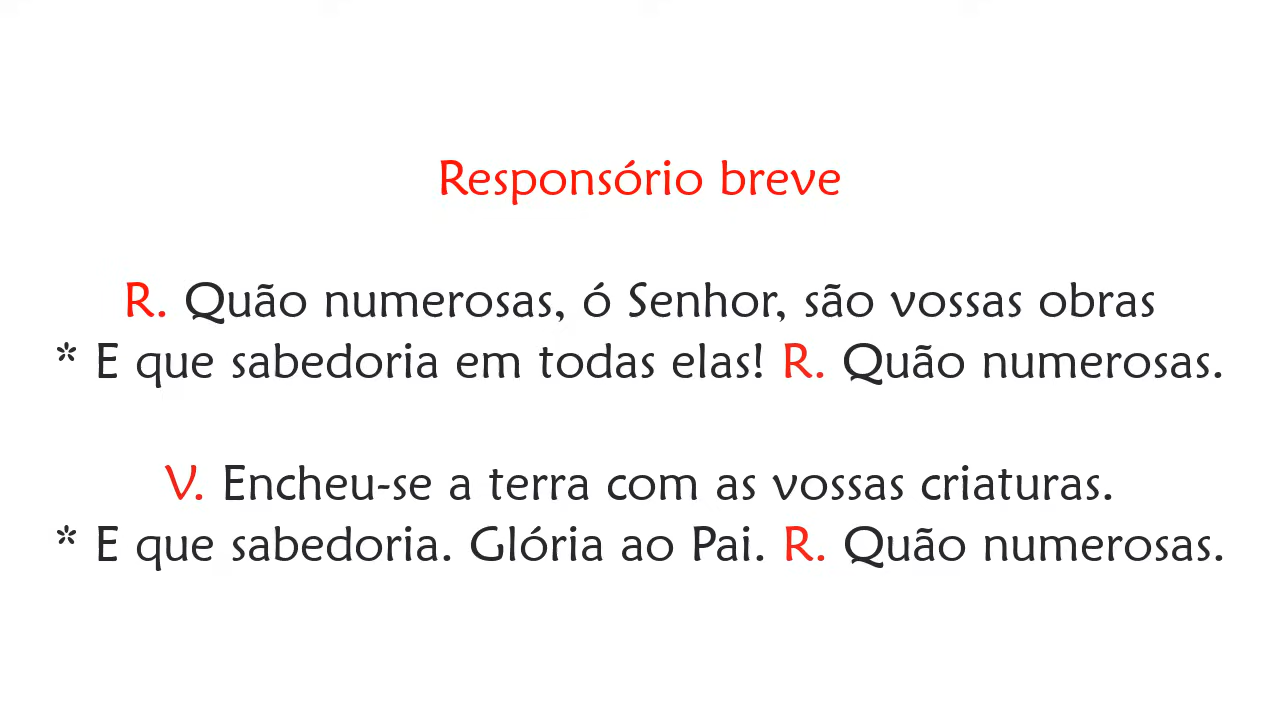 Responsório breve
R. Quão numerosas, ó Senhor, são vossas obras
* E que sabedoria em todas elas! R. Quão numerosas.
V. Encheu-se a terra com as vossas criaturas.
* E que sabedoria. Glória ao Pai. R. Quão numerosas.